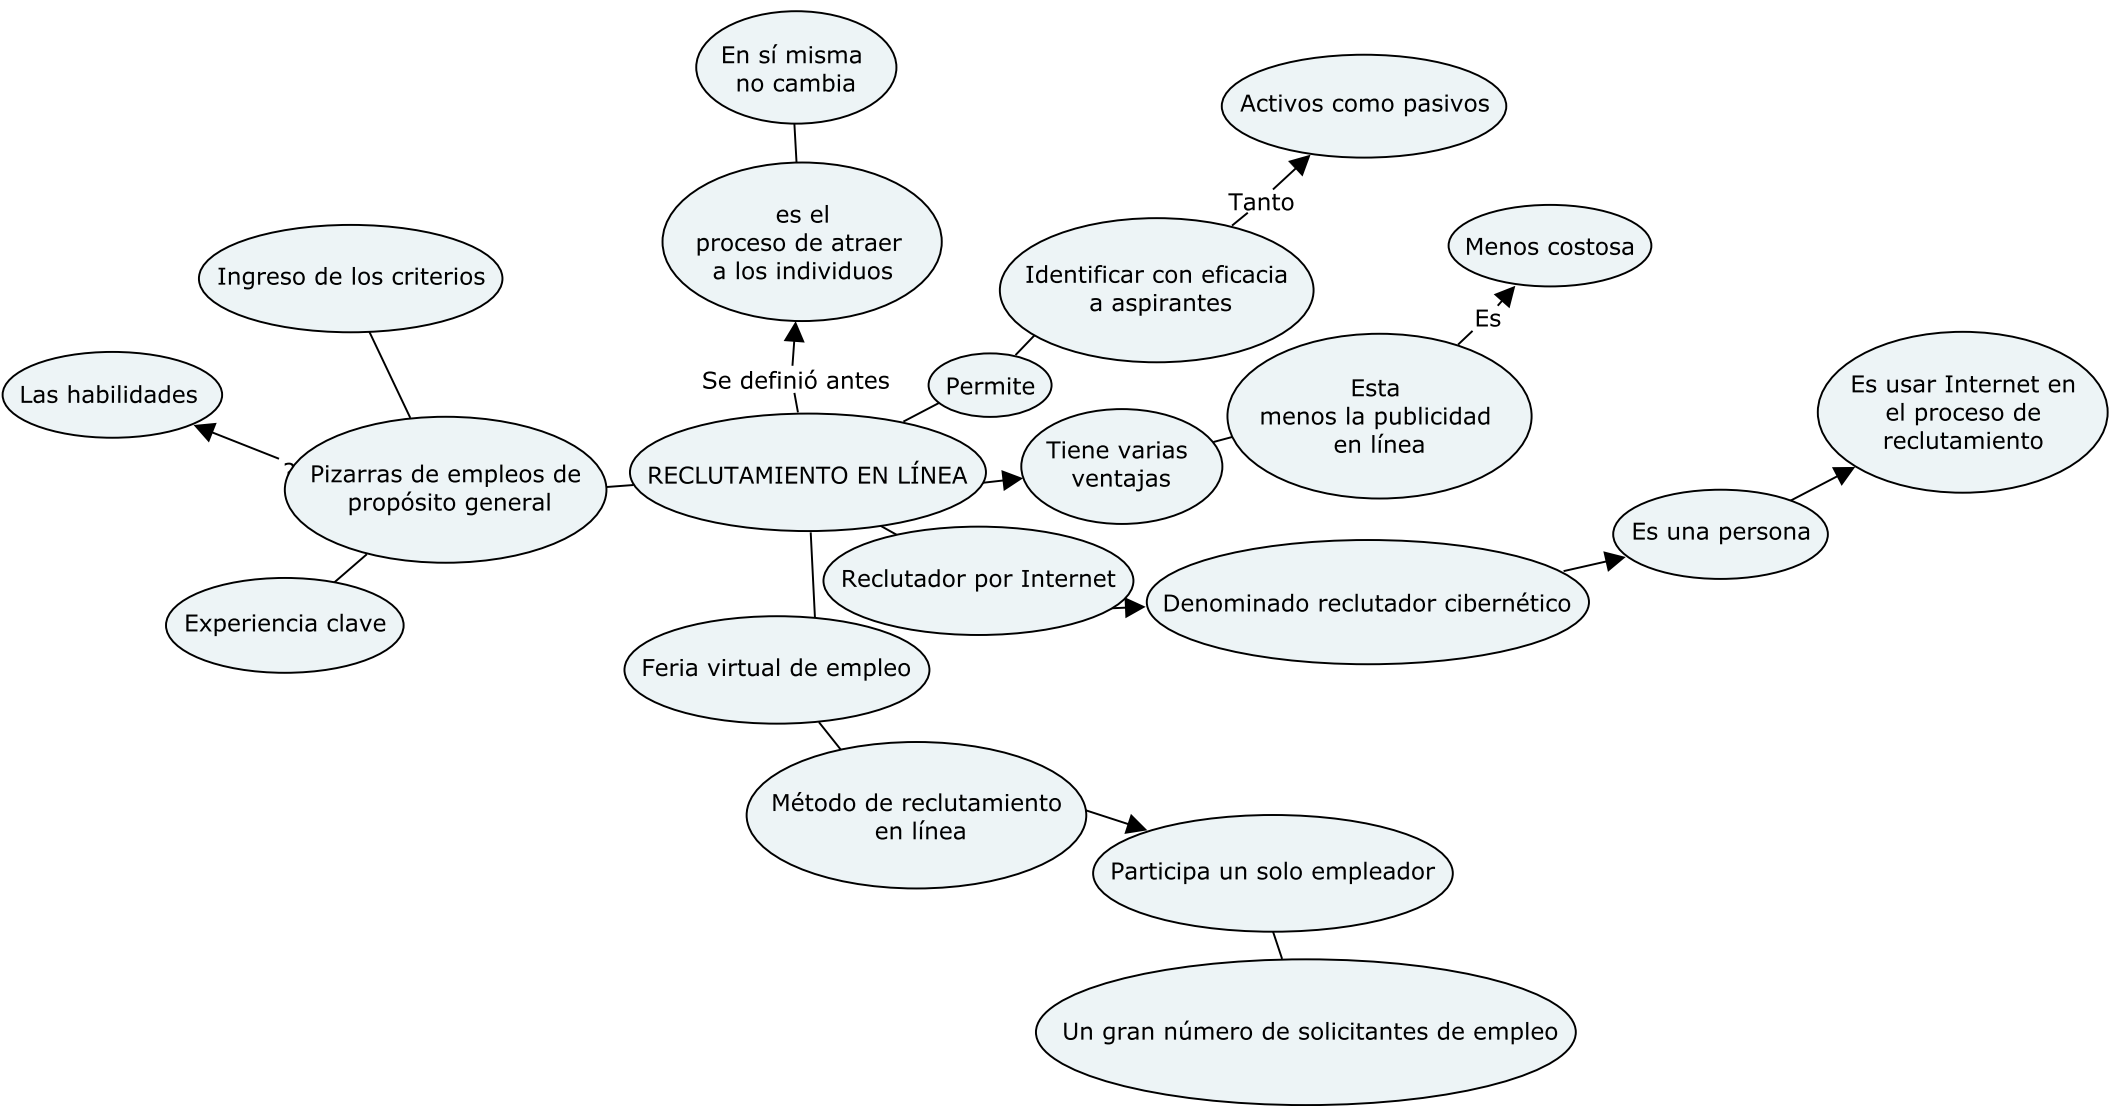 En sí misma
no cambia
Activos como pasivos
Tanto
es el
proceso de atraer
a los individuos
Menos costosa
Identificar con eficacia
a aspirantes
Ingreso de los criterios
Es
Es usar Internet en
el proceso de
reclutamiento
Se definió antes
Permite
Las habilidades
Esta
menos la publicidad
en línea
Tiene varias
ventajas
Pizarras de empleos de
propósito general
RECLUTAMIENTO EN LÍNEA
Es una persona
Reclutador por Internet
Denominado reclutador cibernético
Experiencia clave
Feria virtual de empleo
Método de reclutamiento
en línea
Participa un solo empleador
Un gran número de solicitantes de empleo